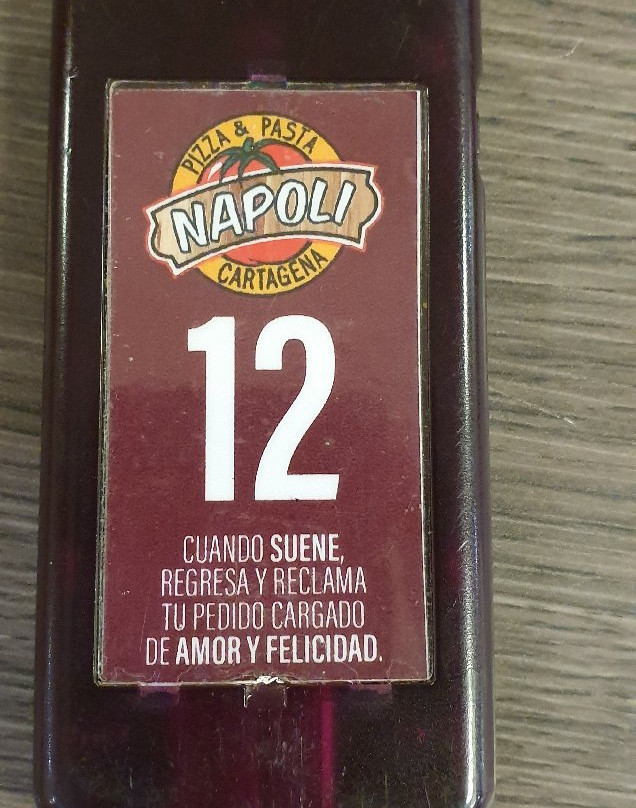 PIZZA & PASTA
NAPOLI
CARTAGENA
12
CUANDO SUENE,
REGRESA Y RECLAMA
TU PEDIDO CARGADO
DE AMOR Y FELICIDAD.